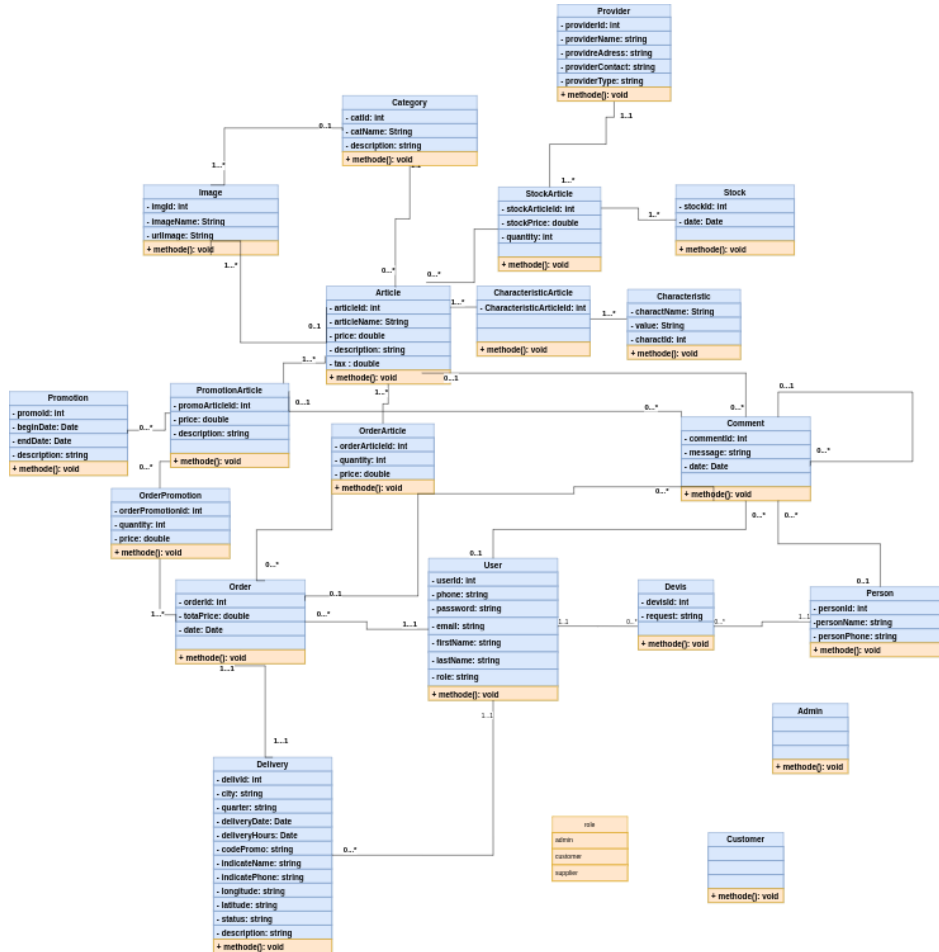 Provider
- providerId: int
- providerName: string
- providreAdress: string
- providerContact: string
- providerType: string
+ methode(): void
1...1
Category
- catId: int
- catName: String
- description: string
+ methode(): void
0..1
1...*
Image
- imgId: int
- imageName: String
- urlImage: String
+ methode(): void
1...*
1...*
StockArticle
- stockArticleId: int
- stockPrice: double
- quantity: int
+ methode(): void
1..*
Stock
- stockId: int
- date: Date
+ methode(): void
0...*
0...*
Article
- articleId: int
- articleName: String
- price: double
- description: string
- tax : double
+ methode(): void
0..1
1...*
CharacteristicArticle
- CharacteristicArticleId: int
+ methode(): void
1...*
Characteristic
- charactName: String
- value: String
- charactId: int
+ methode(): void
1...*
0...1
1...*
Promotion
- promoId: int
- beginDate: Date
- endDate: Date
- description: string
+ methode(): void
0...*
PromotionArticle
- promoArticleId: int
- price: double
- description: string
+ methode(): void
0...1
0...*
0...*
0...*
OrderArticle
- orderArticleId: int
- quantity: int
- price: double
+ methode(): void
Comment
- commentId: int
- message: string
- date: Date
+ methode(): void
0...1
0...*
0...*
0...*
0...*
OrderPromotion
- orderPromotionId: int
- quantity: int
- price: double
+ methode(): void
1...*
0...*
Order
- orderId: int
- totaPrice: double
- date: Date
+ methode(): void
0..1
0...*
1...1
1...1
0...1
User
- userId: int
- phone: string
- password: string
- email: string
- firstName: string
- lastName: string
- role: string
+ methode(): void
1...1
0...*
Devis
- devisId: int
- request: string
+ methode(): void
0...*
1...1
0...1
Person
- personId: int
-personName: string
- personPhone: string
+ methode(): void
1...1
1...1
Delivery
- delivId: int
- city: string
- quarter: string
- deliveryDate: Date
- deliveryHours: Date
- codePromo: string
- indicateName: string
- indicatePhone: string
- longitude: string
- latitude: string
- status: string
- description: string
+ methode(): void
0...*
Admin
+ methode(): void
role
admin
customer
supplier
Customer
+ methode(): void